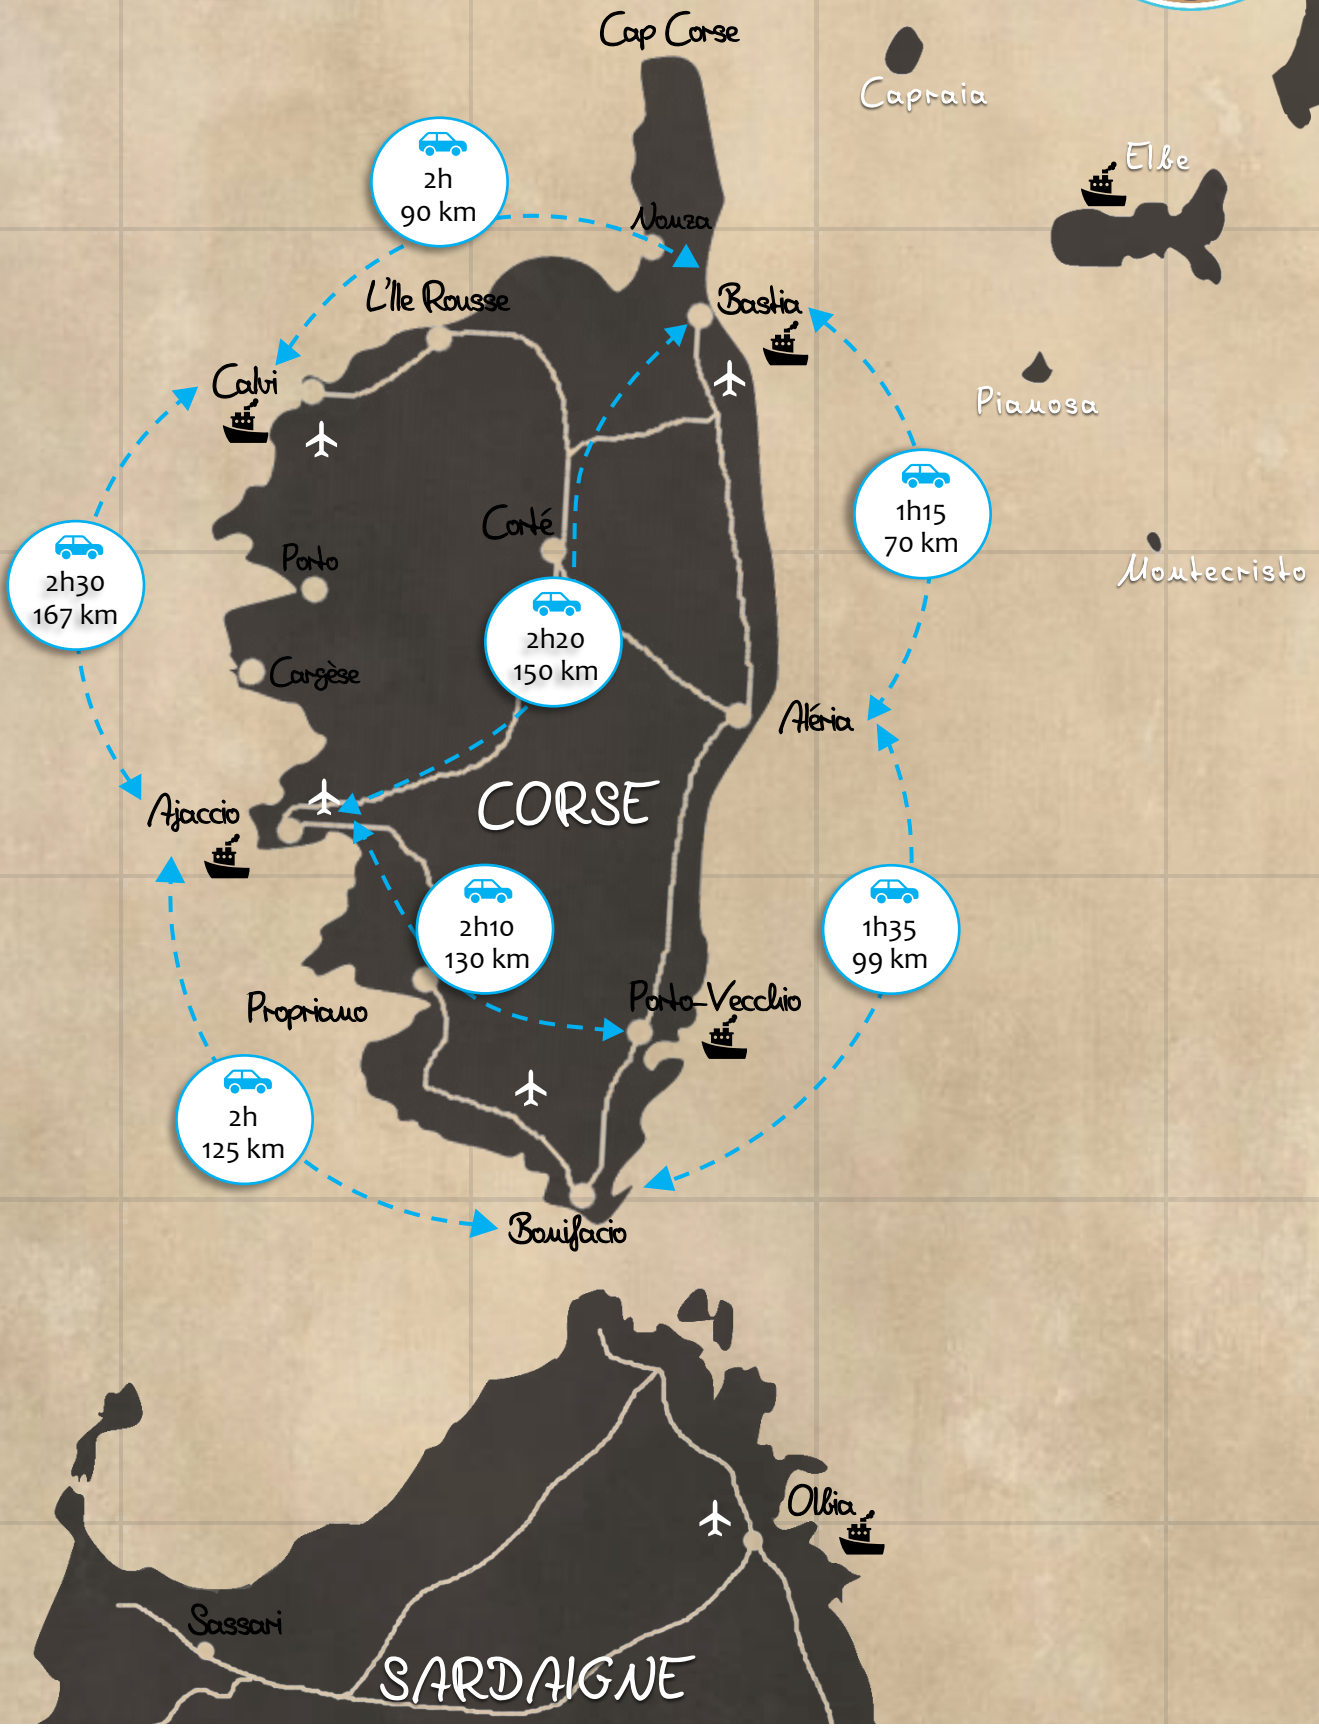 Cap Corse
Capraia
Elbe
2h
90 km
Nonza
L'Ile Rousse
Bastia
Calvi
Pianosa
1h15
70 km
Corté
Montecristo
Porto
2h30
167 km
2h20
150 km
Cargèse
Aléria
CORSE
Ajaccio
2h10
130 km
1h35
99 km
Propriano
Porto-Vecchio
2h
125 km
Bonifacio
Olbia
Sassari
SARDAIGNE